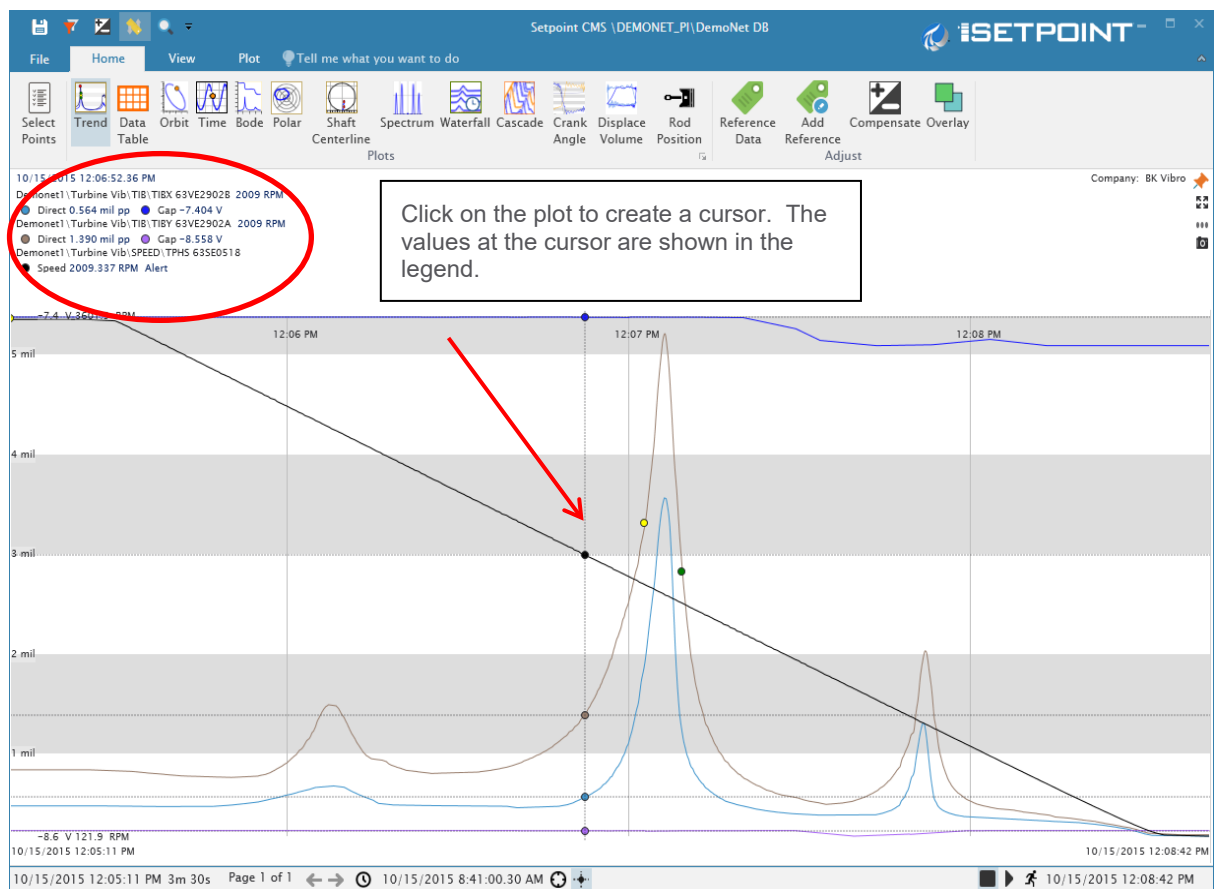 Setpoint CMS \DEMONET_PI\DemoNet DB
SETPOINT
File Home View Plot Tell me what you want to do
Select Points
Trend
Data Table
Orbit
Time
Bode
Polar
Shaft Centerline
Spectrum
Waterfall
Cascade
Crank Angle
Displace Volume
Rod Position
Reference Data
Add Reference
Compensate
Overlay
Plots
Adjust
10/15/2015 12:06:52.36 PM
Company: BK Vibro
Demonet1\Turbine Vib\TIB\TIBX 63VE2902B 2009 RPM
Direct 0.564 mil pp Gap -7.404 V
Demonet1\Turbine Vib\TIB\TIBY 63VE2902A 2009 RPM
Direct 1.390 mil pp Gap -8.558 V
Demonet1\Turbine Vib\SPEED\TPHS 63SE0518
Speed 2009.337 RPM Alert
Click on the plot to create a cursor. The
values at the cursor are shown in the
legend.
-7.4 V RPM
12:06 PM 12:07 PM 12:08 PM
5 mil
4 mil
3 mil
2 mil
1 mil
-8.6 V 121.9 RPM
10/15/2015 12:05:11 PM
10/15/2015 12:08:42 PM
10/15/2015 12:05:11 PM 3m 30s Page 1 of 1 10/15/2015 8:41:00.30 AM 10/15/2015 12:08:42 PM